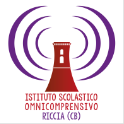 ISTITUTO SCOLASTICO
OMNICOMPRENSIVO
RICCIA (CB)